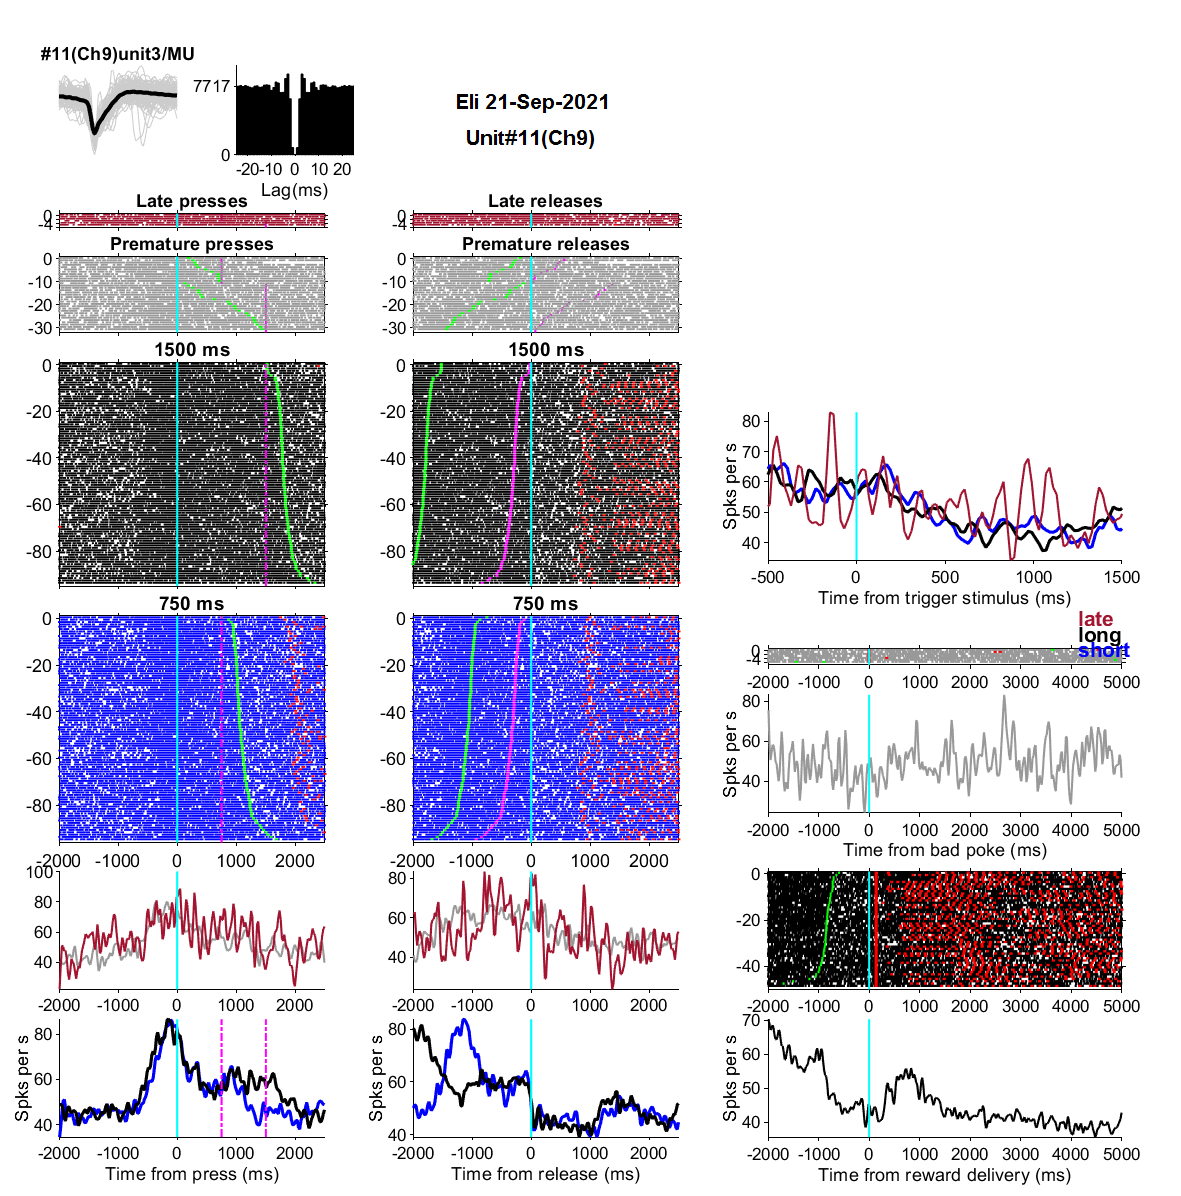 #11(Ch9)unit3/MU
7717
0
-20 -10 0 10 20
Lag(ms)
Eli 21-Sep-2021
Unit#11(Ch9)
Late presses
0
-4
Late releases
0
-4
Premature presses
0
-10
-20
-30
Premature releases
0
-10
-20
-30
1500 ms
0
-20
-40
-60
-80
1500 ms
0
-20
-40
-60
-80
750 ms
0
-20
-40
-60
-80
-2000 -1000 0 1000 2000
750 ms
0
-20
-40
-60
-80
-2000 -1000 0 1000 2000
100
80
60
40
-2000 -1000 0 1000 2000
80
60
40
-2000 -1000 0 1000 2000
Spks per s
80
60
40
-2000 -1000 0 1000 2000
Time from press (ms)
Spks per s
80
60
40
-2000 -1000 0 1000 2000
Time from release (ms)
Spks per s
80
70
60
50
40
-500 0 500 1000 1500
Time from trigger stimulus (ms)
late
long
short
0
-4
-2000 -1000 0 1000 2000 3000 4000 5000
Spks per s
80
60
40
-2000 -1000 0 1000 2000 3000 4000 5000
Time from bad poke (ms)
0
-20
-40
-2000 -1000 0 1000 2000 3000 4000 5000
Spks per s
70
60
50
40
-2000 -1000 0 1000 2000 3000 4000 5000
Time from reward delivery (ms)